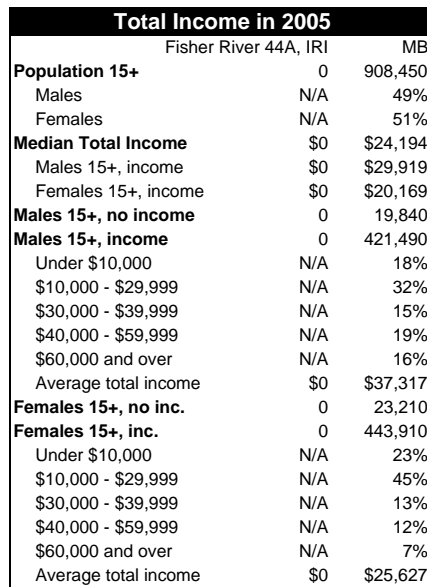 Total Income in 2005
Fisher River 44A, IRI MB
Population 15+ 0 908,450
Males N/A 49%
Females N/A 51%
Median Total Income $0 $24,194
Males 15+, income $0 $29,919
Females 15+, income $0 $20,169
Males 15+, no income 0 19,840
Males 15+, income 0 421,490
Under $10,000 N/A 18%
$10,000 - $29,999 N/A 32%
$30,000 - $39,999 N/A 15%
$40,000 - $59,999 N/A 19%
$60,000 and over N/A 16%
Average total income $0 $37,317
Females 15+, no inc. 0 23,210
Females 15+, inc. 0 443,910
Under $10,000 N/A 23%
$10,000 - $29,999 N/A 45%
$30,000 - $39,999 N/A 13%
$40,000 - $59,999 N/A 12%
$60,000 and over N/A 7%
Average total income $0 $25,627